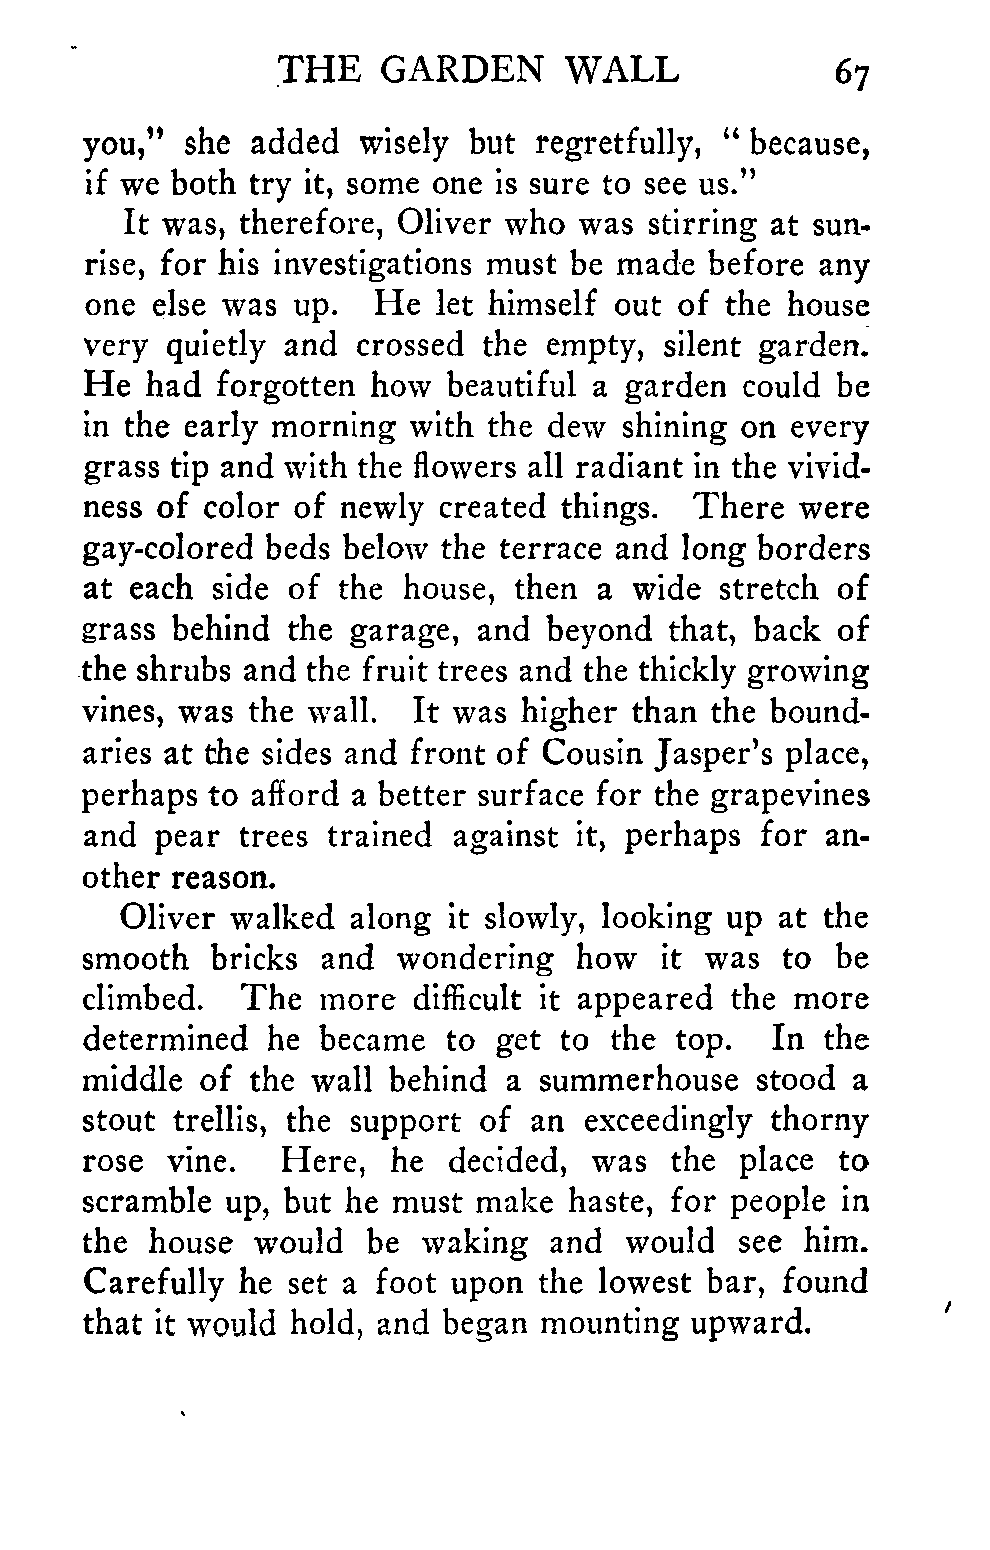 THE GARDEN WALL 67
you," she added wisely but regretfully, "because,
if we both try it, some one is sure to see us."
It was, therefore, Oliver who was stirring at sun-
rise, for his investigations must be made before any
one else was up. He let himself out of the house
very quietly and crossed the empty, silent garden.
He had forgotten how beautiful a garden could be
in the early morning with the dew shining on every
grass tip and with the flowers all radiant in the vivid-
ness of color of newly created things. There were
gay-colored beds below the terrace and long borders
at each side of the house, then a wide stretch of
grass behind the garage, and beyond that, back of
the shrubs and the fruit trees and the thickly growing
vines, was the wall. It was higher than the bound-
aries at the sides and front of Cousin Jasper's place,
perhaps to afford a better surface for the grapevines
and pear trees trained against it, perhaps for an-
other reason.
Oliver walked along it slowly, looking up at the
smooth bricks and wondering how it was to be
climbed. The more difficult it appeared the more
determined he became to get to the top. In the
middle of the wall behind a summerhouse stood a
stout trellis, the support of an exceedingly thorny
rose vine. Here, he decided, was the place to
scramble up, but he must make haste, for people in
the house would be waking and would see him.
Carefully he set a foot upon the lowest bar, found
that it would hold, and began mounting upward.